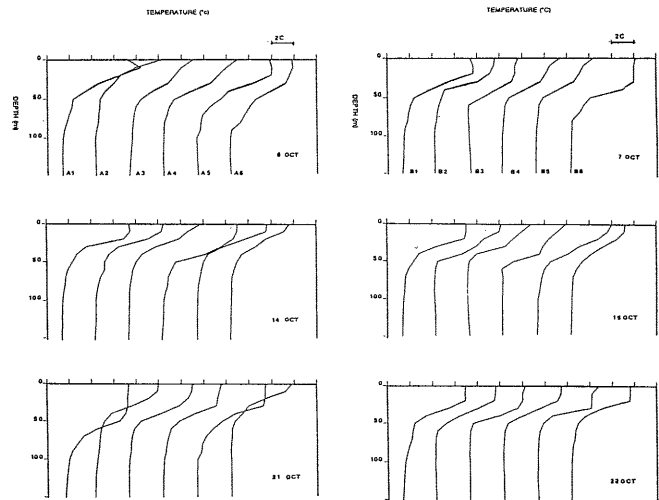 TEMPERATURE (°C)
2C
0
50
100
DEPTH (m)
A1 A2 A3 A4 A5 A6
6 OCT
TEMPERATURE (°C)
2C
0
50
100
DEPTH (m)
B1 B2 B3 B4 B5 B6
7 OCT
0
50
100
14 OCT
0
50
100
15 OCT
0
50
100
21 OCT
0
50
100
22 OCT